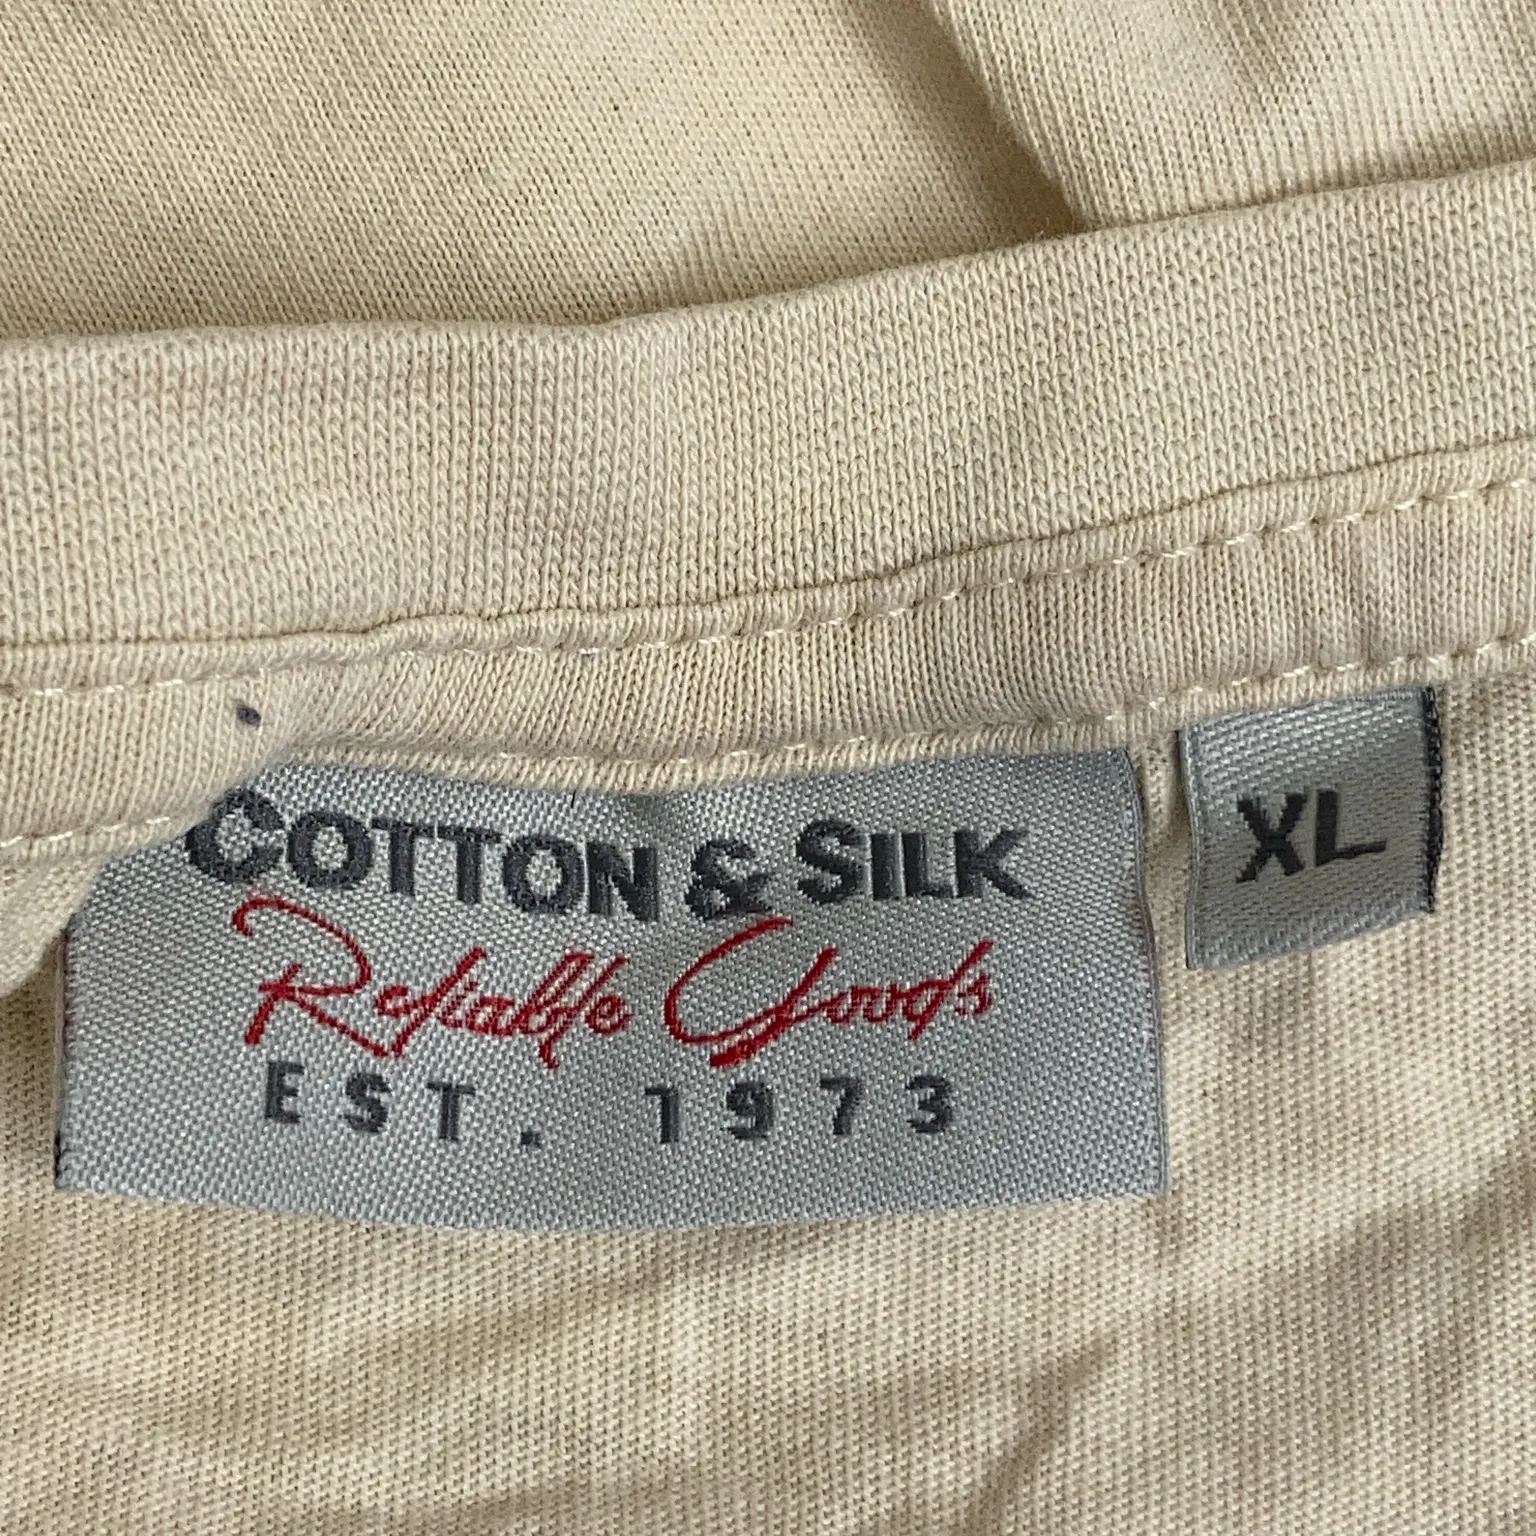 COTTON & SILK
Reliable Goods
EST. 1973
XL